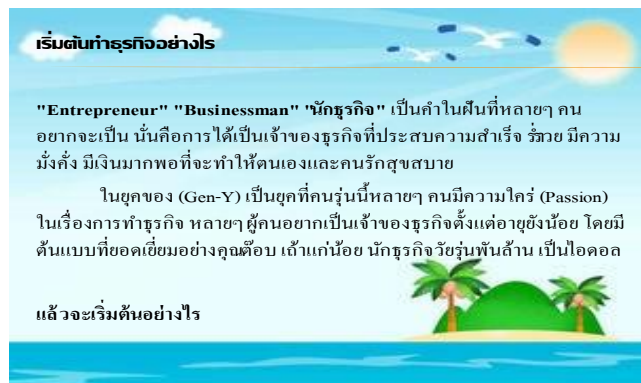 เริ่มต้นทำธุรกิจอย่างไร
"Entrepreneur" "Businessman" "นักธุรกิจ" เป็นคำในฝันที่หลายๆ คน
อยากจะเป็น นั่นคือการได้เป็นเจ้าของธุรกิจที่ประสบความสำเร็จ ร่ำรวย มีความ
มั่งคั่ง มีเงินมากพอที่จะทำให้ตนเองและคนรักสุขสบาย
ในยุคของ (Gen-Y) เป็นยุคที่คนรุ่นนี้หลายๆ คนมีความใคร่ (Passion)
ในเรื่องการทำธุรกิจ หลายๆ ผู้คนอยากเป็นเจ้าของธุรกิจตั้งแต่อายุยังน้อย โดยมี
ต้นแบบที่ยอดเยี่ยมอย่างคุณต๊อบ เถ้าแก่น้อย นักธุรกิจวัยรุ่นพันล้าน เป็นไอดอล
แล้วจะเริ่มต้นอย่างไร